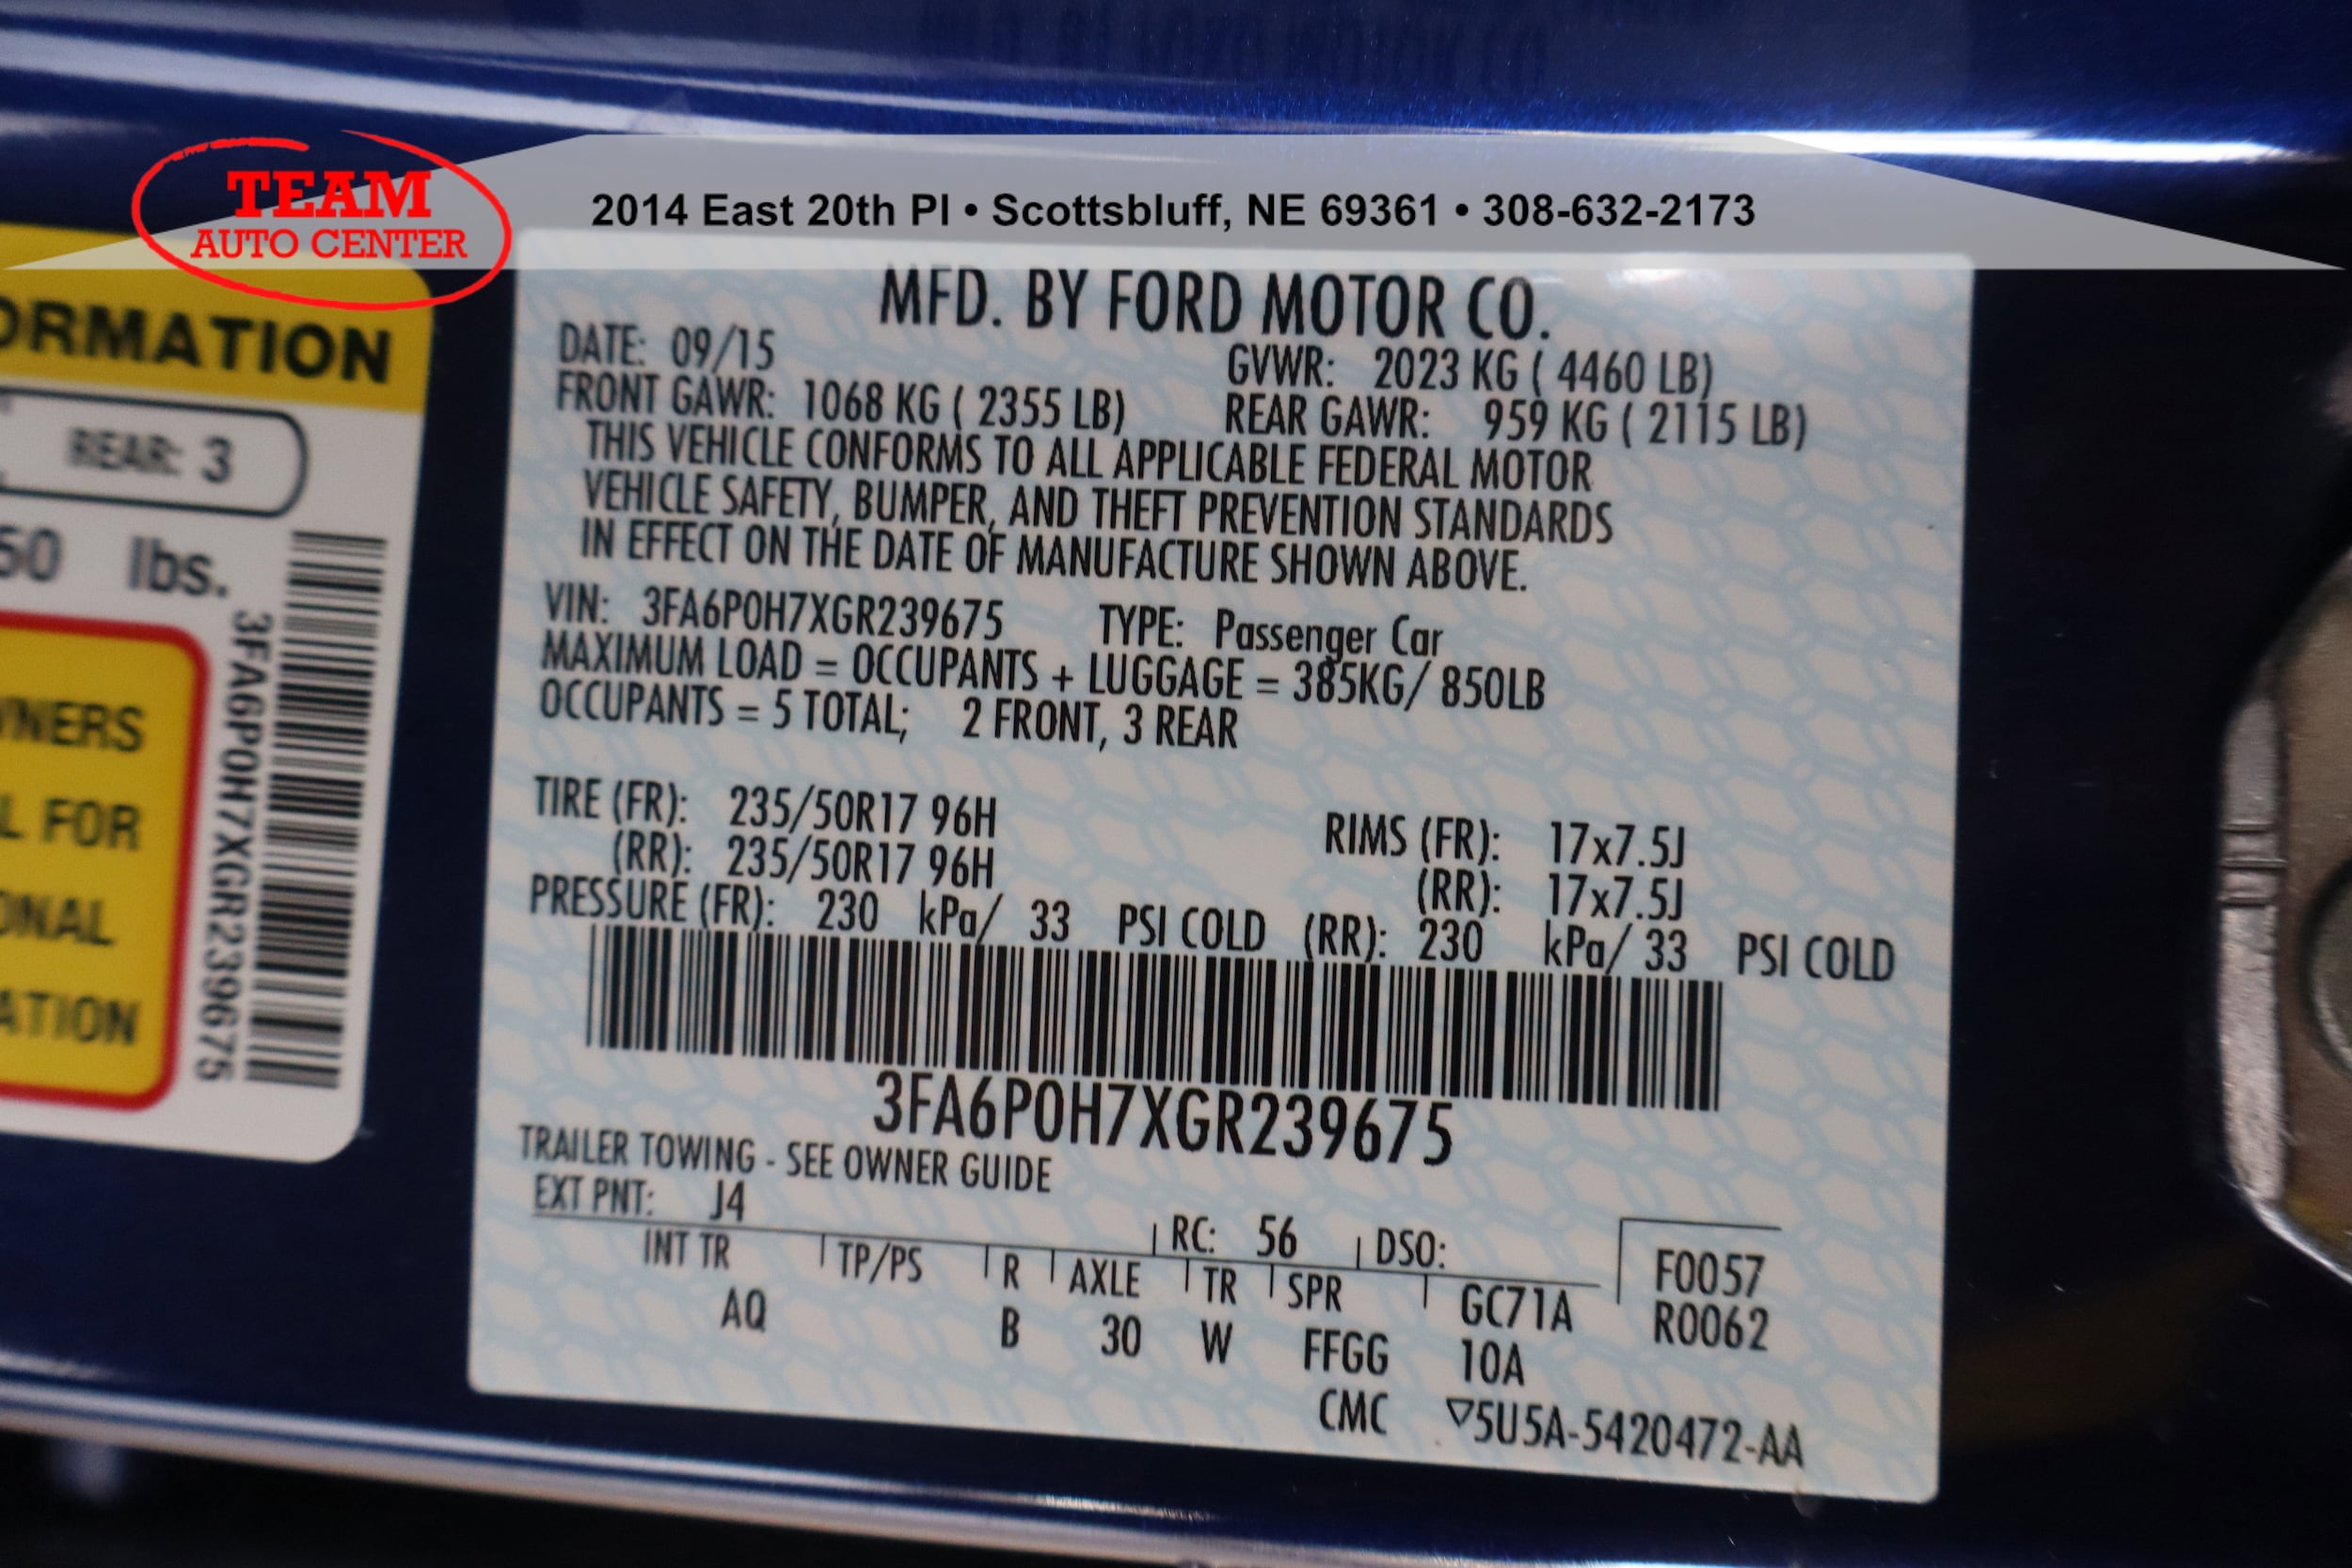 TEAM
AUTO CENTER
2014 East 20th Pl • Scottsbluff, NE 69361 • 308-632-2173
ORMATION
REAR: 3
50 lbs.
WNERS
L FOR
ONAL
ATION
3FA6P0H7XGR239675
MFD. BY FORD MOTOR CO.
DATE: 09/15 GVWR: 2023 KG ( 4460 LB)
FRONT GAWR: 1068 KG ( 2355 LB) REAR GAWR: 959 KG ( 2115 LB)
THIS VEHICLE CONFORMS TO ALL APPLICABLE FEDERAL MOTOR
VEHICLE SAFETY, BUMPER, AND THEFT PREVENTION STANDARDS
IN EFFECT ON THE DATE OF MANUFACTURE SHOWN ABOVE.
VIN: 3FA6P0H7XGR239675 TYPE: Passenger Car
MAXIMUM LOAD = OCCUPANTS + LUGGAGE = 385KG/ 850LB
OCCUPANTS = 5 TOTAL; 2 FRONT, 3 REAR
TIRE (FR): 235/50R17 96H RIMS (FR): 17x7.5J
(RR): 235/50R17 96H (RR): 17x7.5J
PRESSURE (FR): 230 kPa/ 33 PSI COLD (RR): 230 kPa/ 33 PSI COLD
3FA6P0H7XGR239675
TRAILER TOWING - SEE OWNER GUIDE
EXT PNT: J4 RC: 56 DSO: F0057
INT TR TP/PS R AXLE TR SPR GC71A R0062
AQ B 30 W FFGG 10A
CMC ▽5U5A-5420472-AA